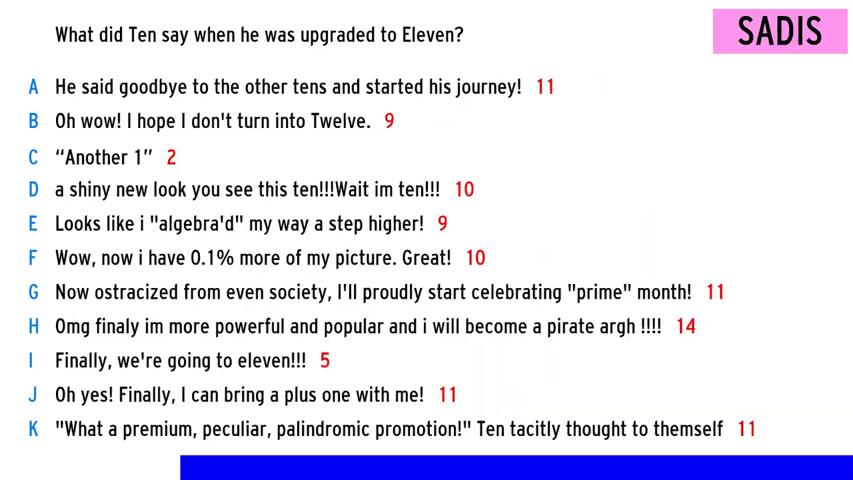 What did Ten say when he was upgraded to Eleven?
SADIS
A He said goodbye to the other tens and started his journey! 11
B Oh wow! I hope I don't turn into Twelve. 9
C “Another 1” 2
D a shiny new look you see this ten!!!Wait im ten!!! 10
E Looks like i "algebra'd" my way a step higher! 9
F Wow, now i have 0.1% more of my picture. Great! 10
G Now ostracized from even society, I'll proudly start celebrating "prime" month! 11
H Omg finaly im more powerful and popular and i will become a pirate argh !!!! 14
I Finally, we're going to eleven!!! 5
J Oh yes! Finally, I can bring a plus one with me! 11
K "What a premium, peculiar, palindromic promotion!" Ten tacitly thought to themself 11